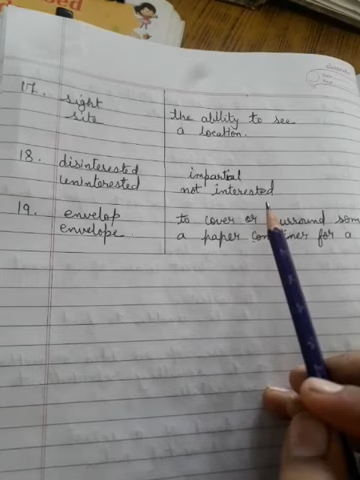 17. sight the ability to see
site a location.
18. disinterested impartial
uninterested not interested
19. envelop to cover or surround som
envelope a paper container for a